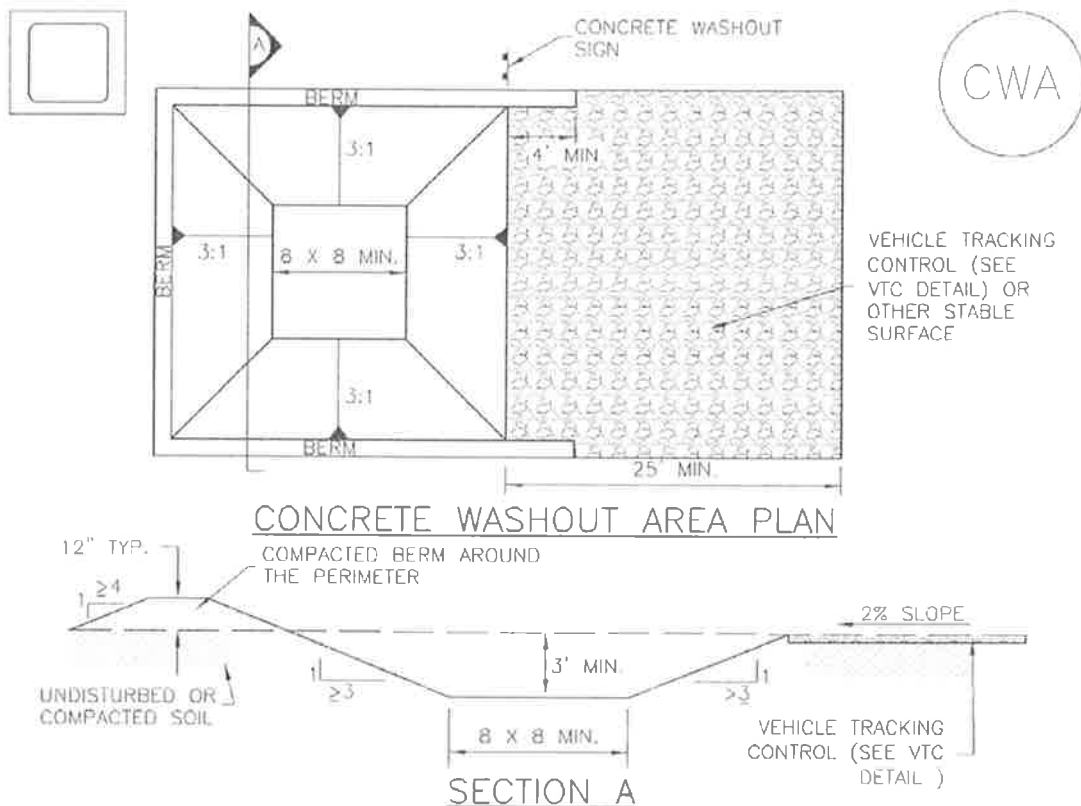 A
CONCRETE WASHOUT
SIGN
CWA
BERM
3:1
4' MIN.
BERM
3:1
8 X 8 MIN.
3:1
VEHICLE TRACKING
CONTROL (SEE
VTC DETAIL) OR
OTHER STABLE
SURFACE
3:1
BERM
25' MIN.
CONCRETE WASHOUT AREA PLAN
12" TYP.
COMPACTED BERM AROUND
THE PERIMETER
1
≥4
2% SLOPE
3' MIN.
1
≥3
1
≥3
UNDISTURBED OR
COMPACTED SOIL
8 X 8 MIN.
VEHICLE TRACKING
CONTROL (SEE VTC
DETAIL )
SECTION A